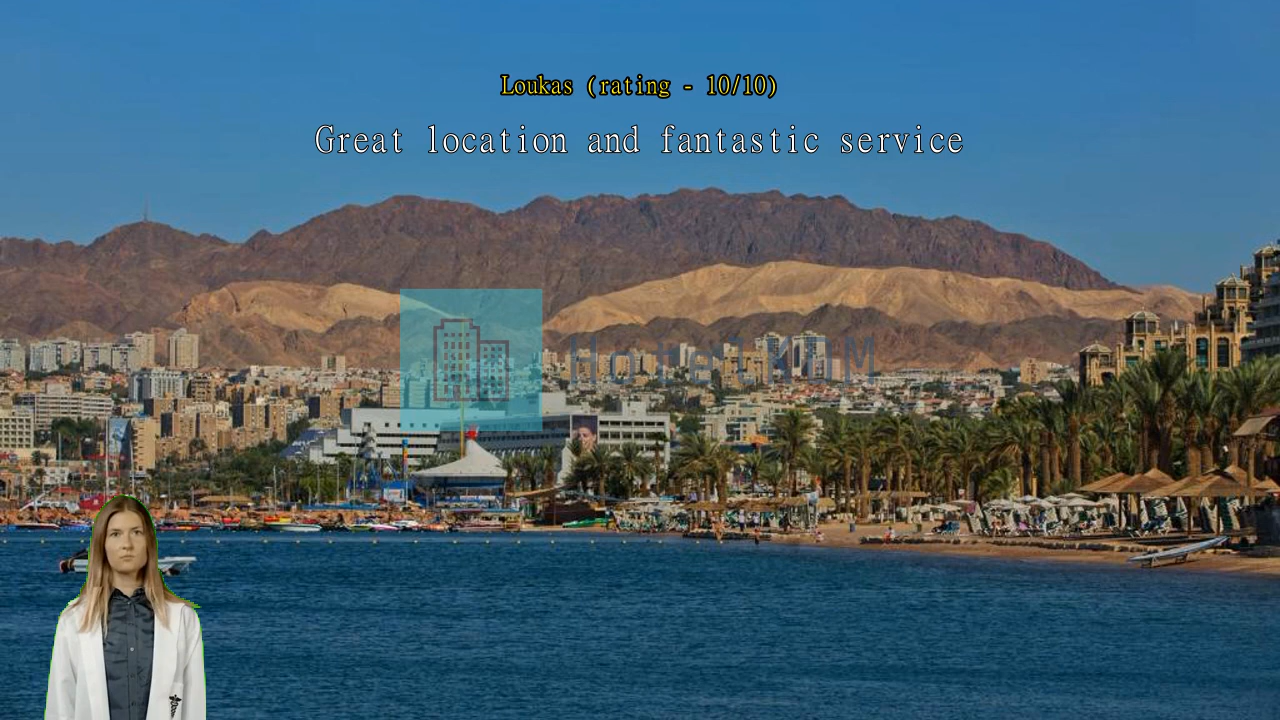 Loukas (rating - 10/10)
Great location and fantastic service